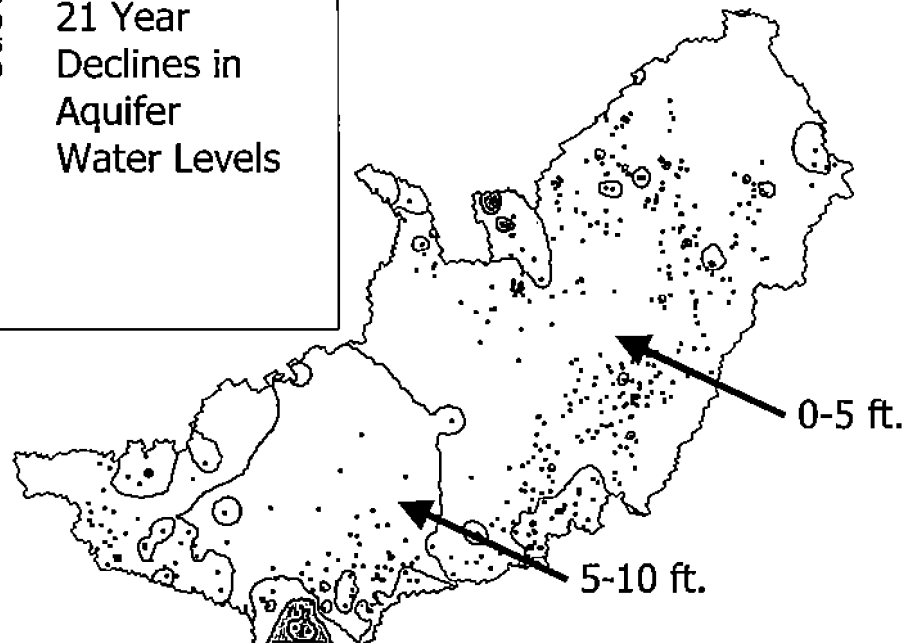 21 Year
Declines in
Aquifer
Water Levels
0-5 ft.
5-10 ft.